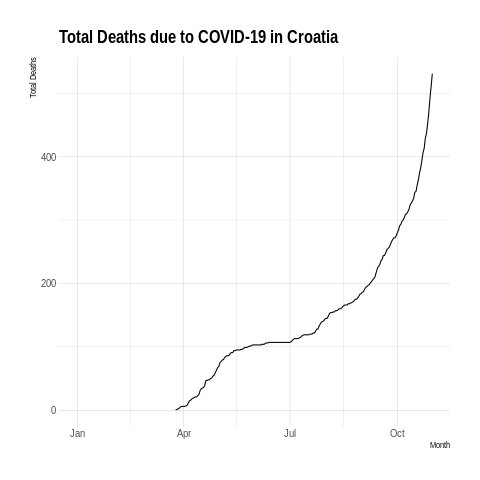 Total Deaths due to COVID-19 in Croatia
Total Deaths
400
200
0
Jan Apr Jul Oct
Month